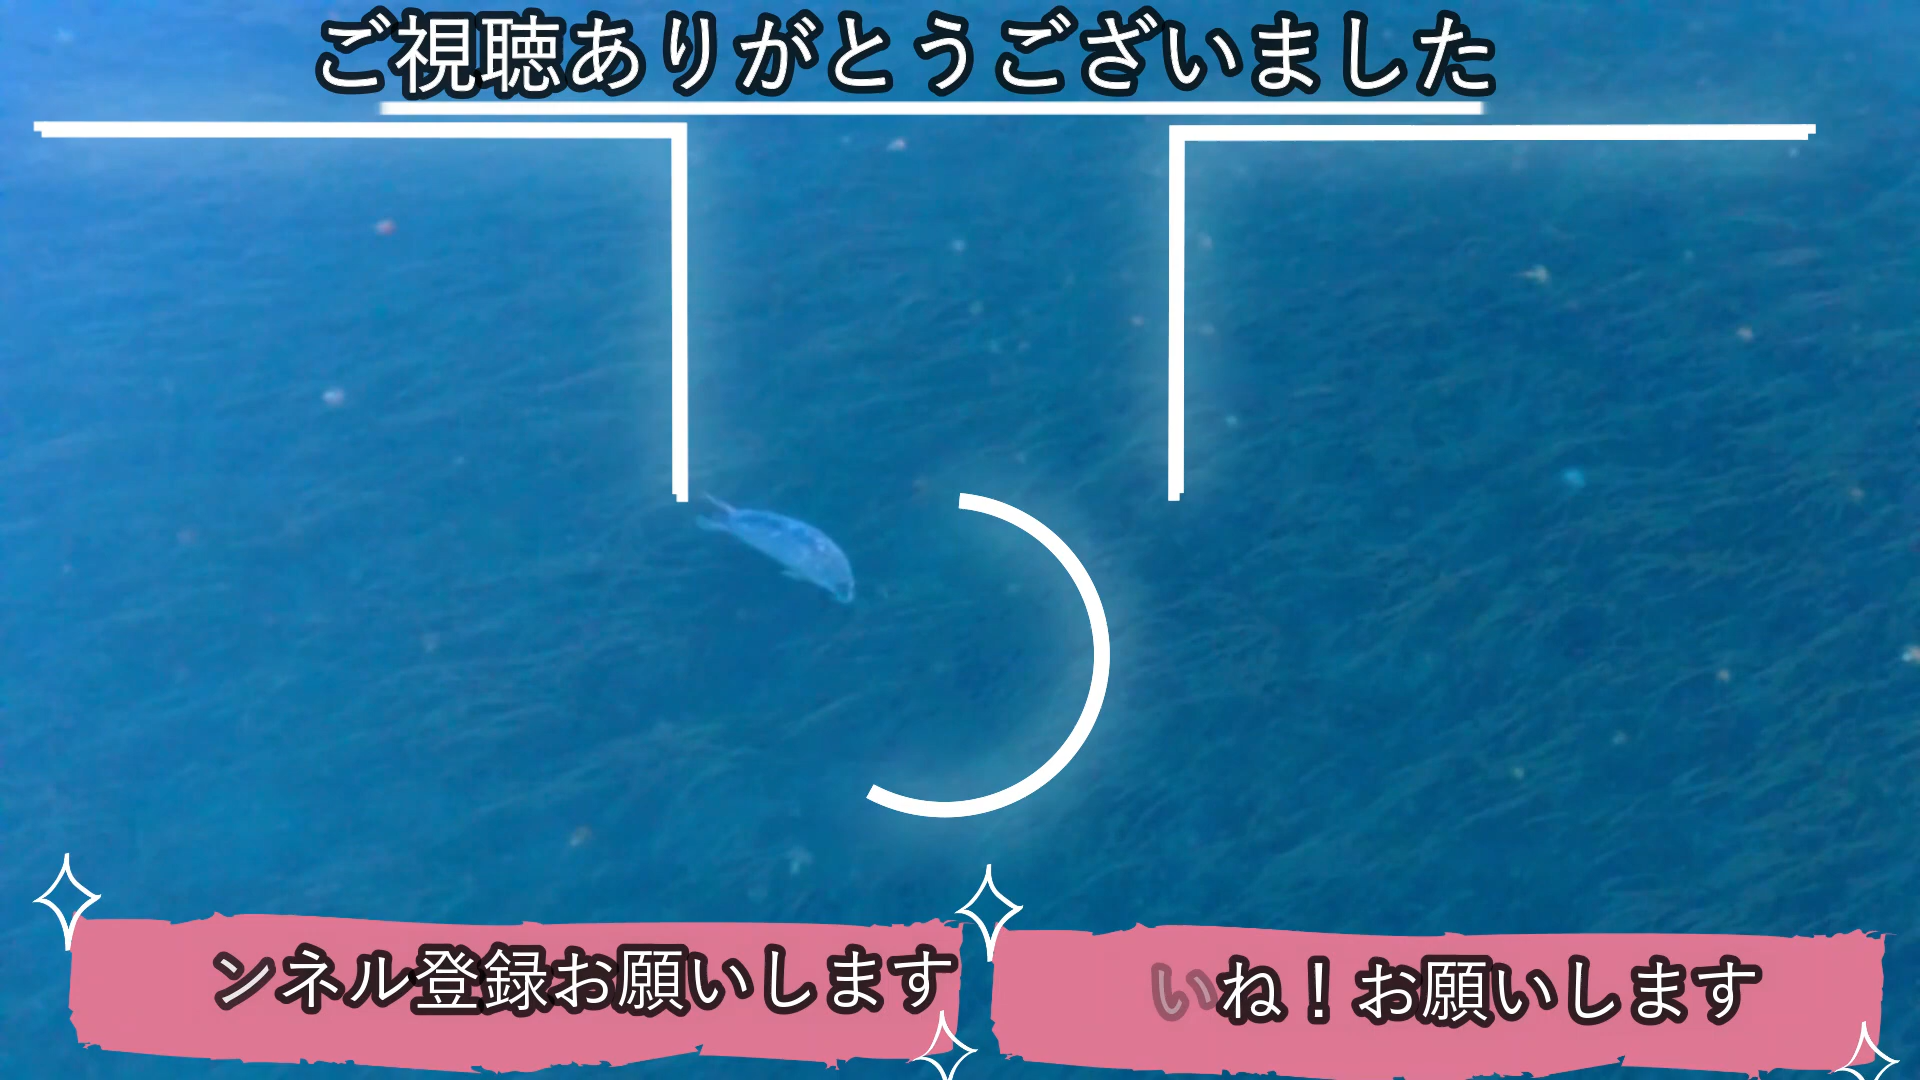 ご視聴ありがとうございました
ンネル登録お願いします
いね！お願いします